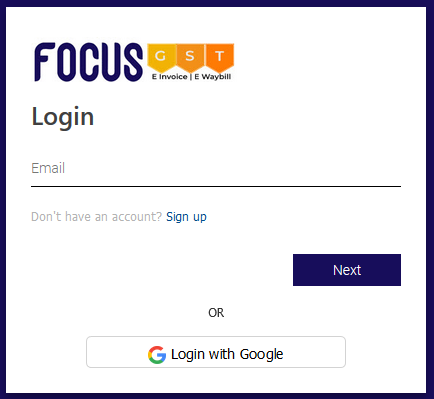 FOCUS G S T
E Invoice | E Waybill
Login
Email
Don't have an account? Sign up
Next
OR
Login with Google